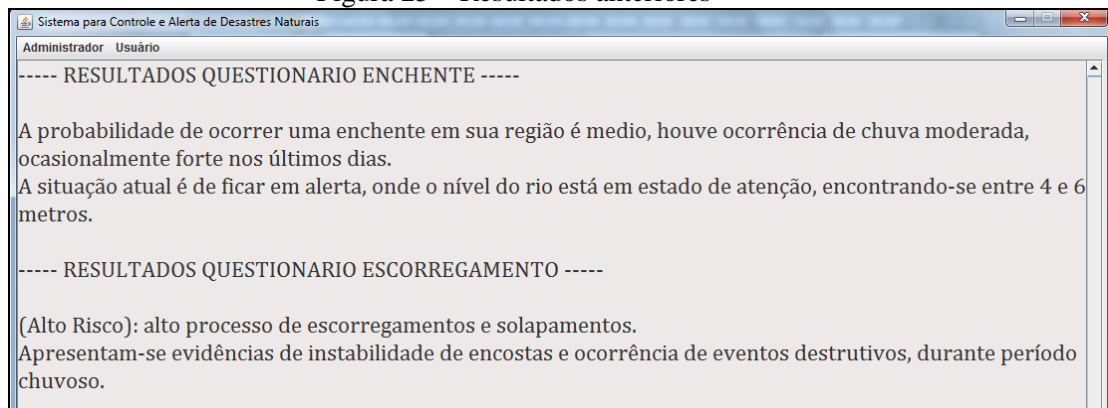 Figura 23 – Resultados anteriores
Sistema para Controle e Alerta de Desastres Naturais
Administrador Usuário
----- RESULTADOS QUESTIONARIO ENCHENTE -----
A probabilidade de ocorrer uma enchente em sua região é medio, houve ocorrência de chuva moderada,
ocasionalmente forte nos últimos dias.
A situação atual é de ficar em alerta, onde o nível do rio está em estado de atenção, encontrando-se entre 4 e 6
metros.
----- RESULTADOS QUESTIONARIO ESCORREGAMENTO -----
(Alto Risco): alto processo de escorregamentos e solapamentos.
Apresentam-se evidências de instabilidade de encostas e ocorrência de eventos destrutivos, durante período
chuvoso.